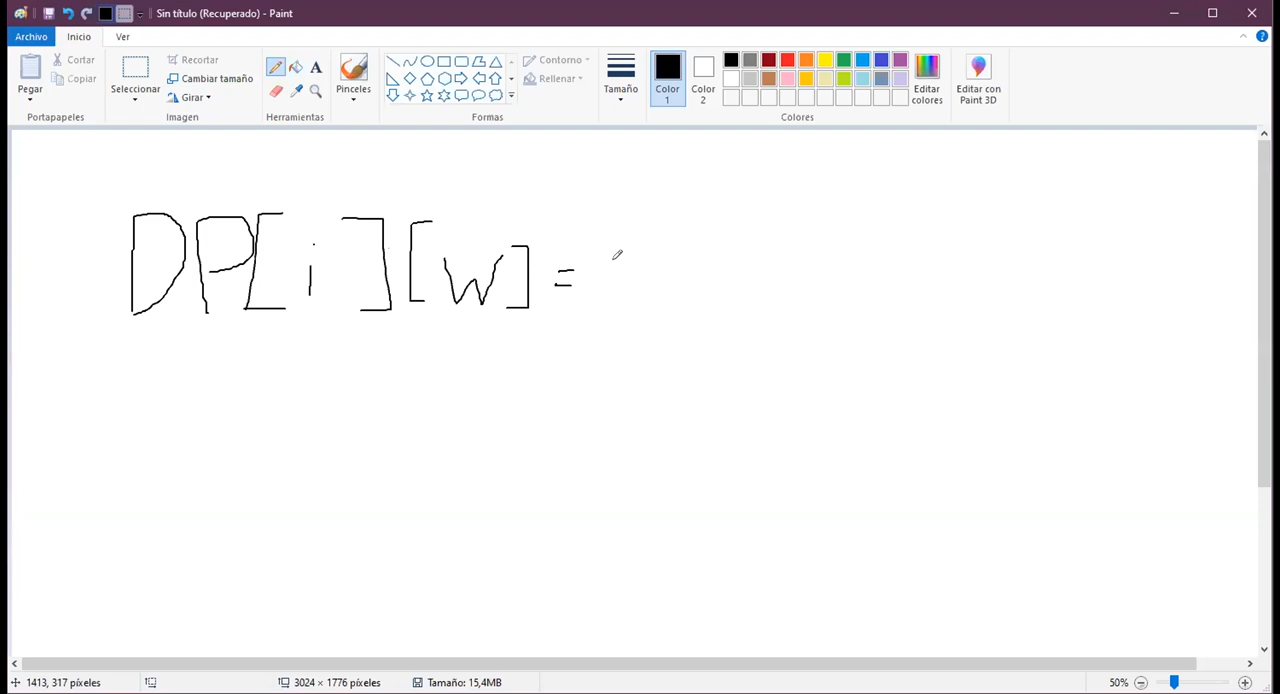 Sin título (Recuperado) - Paint
Archivo Inicio Ver
Pegar
Cortar
Copiar
Portapapeles
Seleccionar
Recortar
Cambiar tamaño
Girar
Imagen
A
Herramientas
Pinceles
Contorno
Rellenar
Formas
Tamaño
Color 1
Color 2
Editar colores
Colores
Editar con Paint 3D
DP[i][w]=
1413, 317 píxeles 3024 × 1776 píxeles Tamaño: 15,4MB 50%